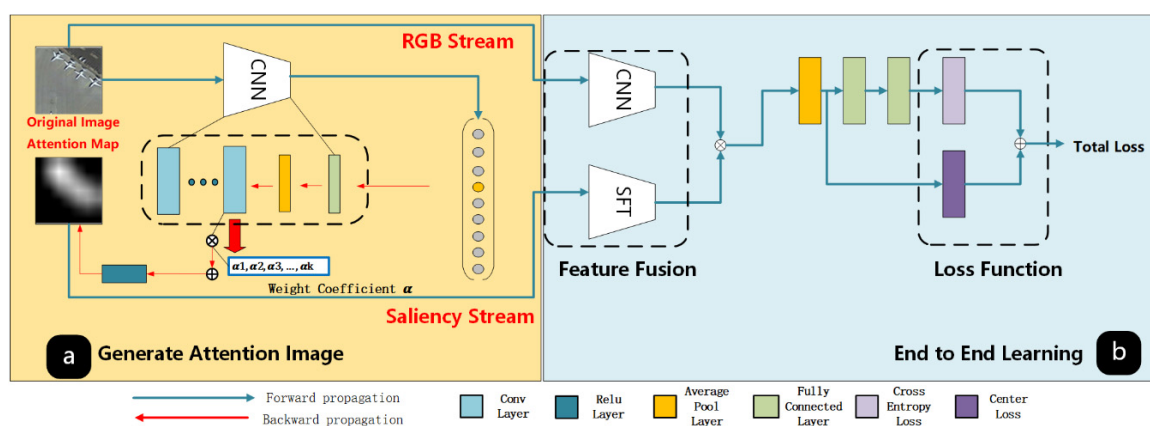 RGB Stream
CNN
Original Image
Attention Map
α1, α2, α3, ..., αk
Weight Coefficient α
Saliency Stream
a
Generate Attention Image
CNN
SFT
Feature Fusion
Loss Function
Total Loss
End to End Learning
b
Forward propagation
Backward propagation
Conv
Layer
Relu
Layer
Average
Pool
Layer
Fully
Connected
Layer
Cross
Entropy
Loss
Center
Loss